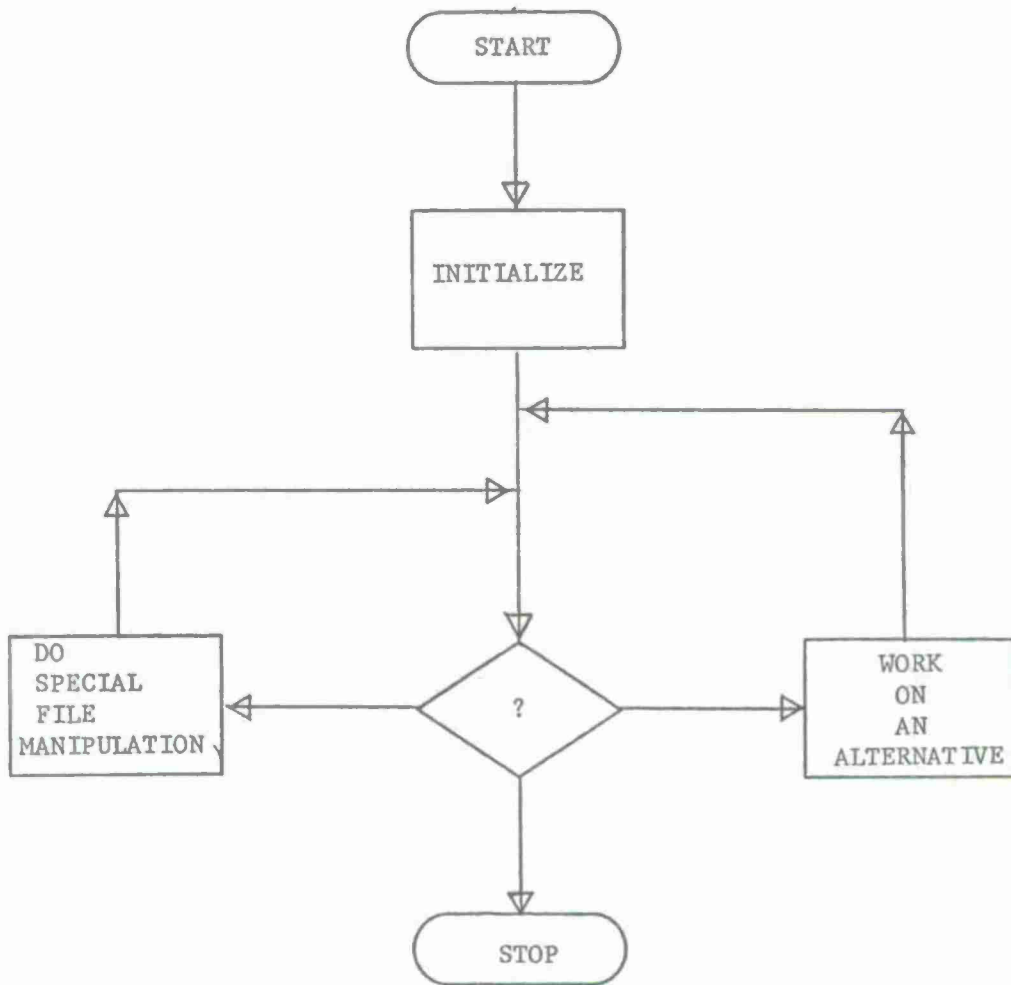 START
INITIALIZE
DO
SPECIAL
FILE
MANIPULATION
?
WORK
ON
AN
ALTERNATIVE
STOP